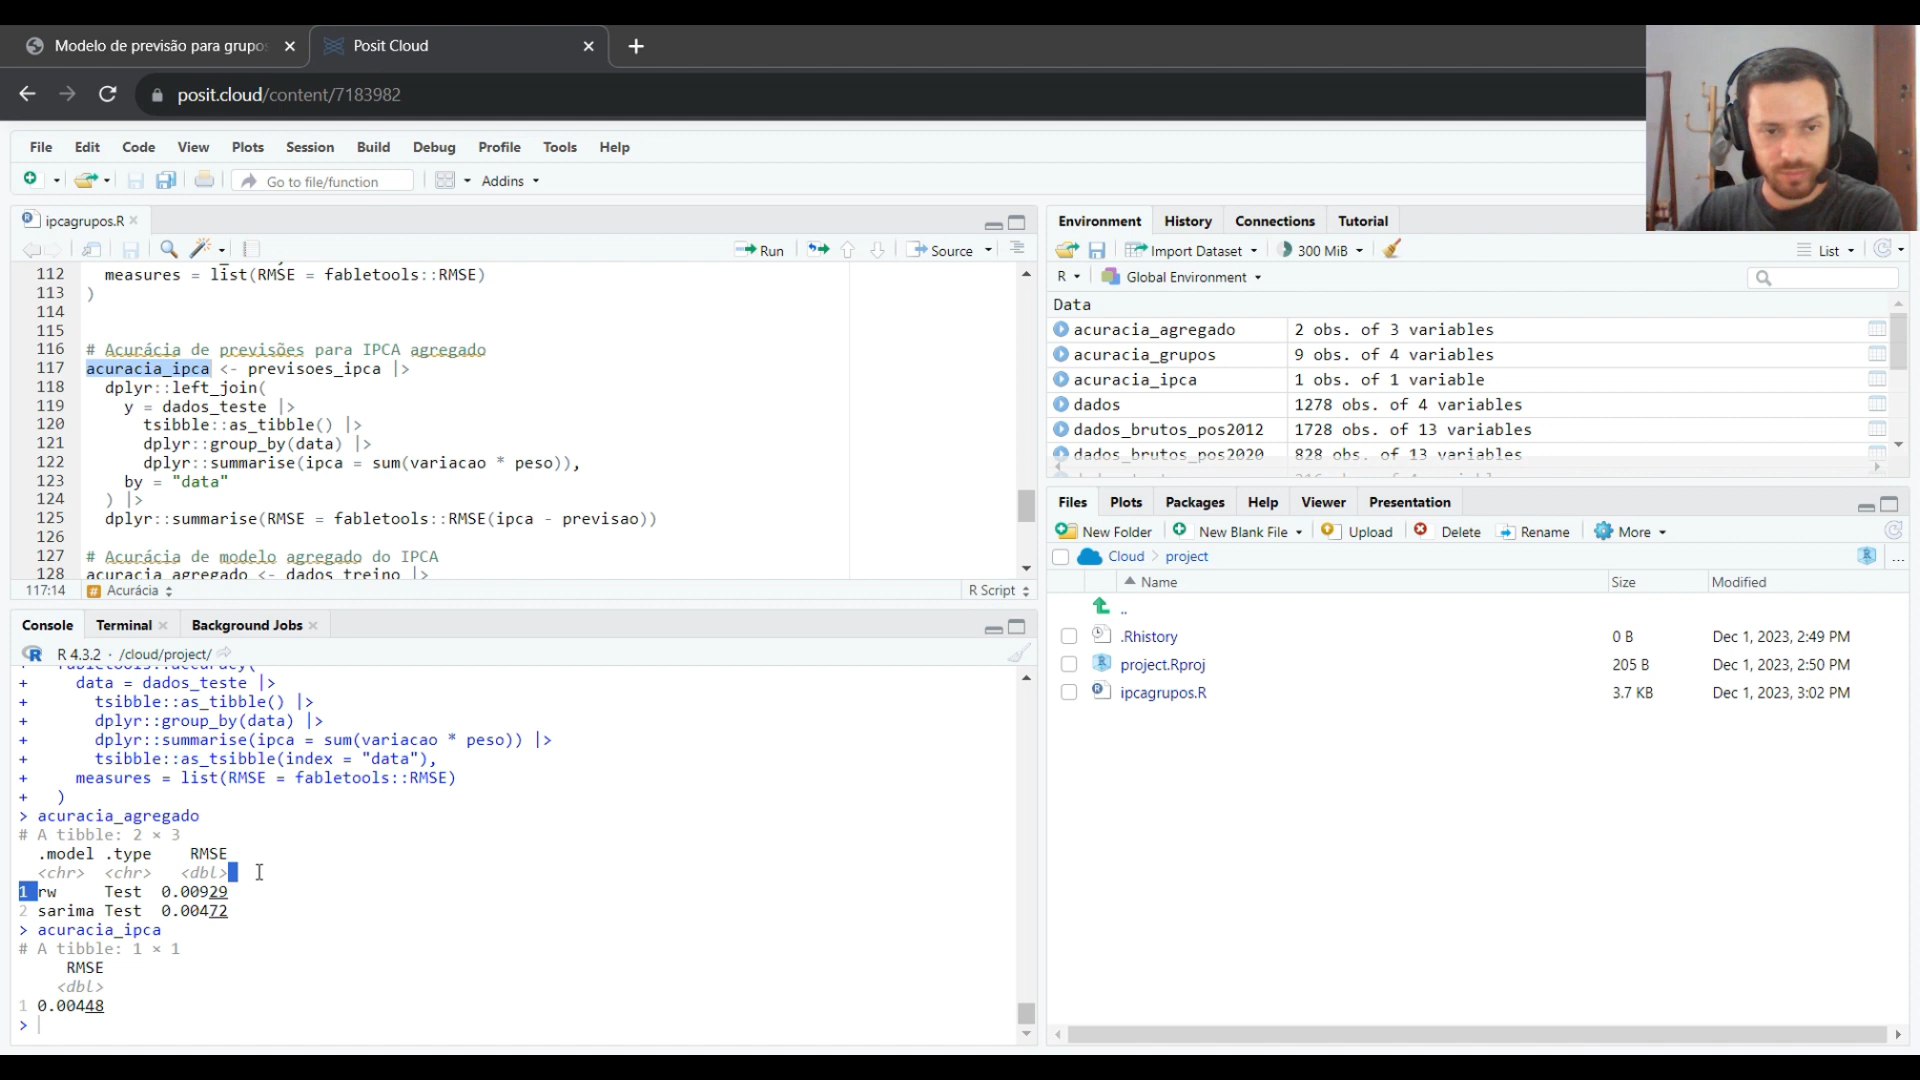 Modelo de previsão para grupos
Posit Cloud
posit.cloud/content/7183982
File Edit Code View Plots Session Build Debug Profile Tools Help
Go to file/function
Addins
ipcagrupos.R
Run
Source
112 measures = list(RMSE = fabletools::RMSE)
113 )
114
115
116 # Acurácia de previsões para IPCA agregado
117 acuracia_ipca <- previsoes_ipca |>
118 dplyr::left_join(
119 y = dados_teste |>
120 tsibble::as_tibble() |>
121 dplyr::group_by(data) |>
122 dplyr::summarise(ipca = sum(variacao * peso)),
123 by = "data"
124 ) |>
125 dplyr::summarise(RMSE = fabletools::RMSE(ipca - previsao))
126
127 # Acurácia de modelo agregado do IPCA
128 acuracia_agregado <- dados_treino |>
117:14 # Acurácia R Script
Console Terminal Background Jobs
R 4.3.2 · /cloud/project/
fabletools::accuracy(
+ data = dados_teste |>
+ tsibble::as_tibble() |>
+ dplyr::group_by(data) |>
+ dplyr::summarise(ipca = sum(variacao * peso)) |>
+ tsibble::as_tsibble(index = "data"),
+ measures = list(RMSE = fabletools::RMSE)
+ )
> acuracia_agregado
# A tibble: 2 × 3
.model .type RMSE
<chr> <chr> <dbl>
1 rw Test 0.00929
2 sarima Test 0.00472
> acuracia_ipca
# A tibble: 1 × 1
RMSE
<dbl>
1 0.00448
>
Environment History Connections Tutorial
Import Dataset 300 MiB List
R Global Environment
Data
acuracia_agregado 2 obs. of 3 variables
acuracia_grupos 9 obs. of 4 variables
acuracia_ipca 1 obs. of 1 variable
dados 1278 obs. of 4 variables
dados_brutos_pos2012 1728 obs. of 13 variables
dados_brutos_pos2020 828 obs. of 13 variables
Files Plots Packages Help Viewer Presentation
New Folder New Blank File Upload Delete Rename More
Cloud > project ...
Name Size Modified
..
.Rhistory 0 B Dec 1, 2023, 2:49 PM
project.Rproj 205 B Dec 1, 2023, 2:50 PM
ipcagrupos.R 3.7 KB Dec 1, 2023, 3:02 PM